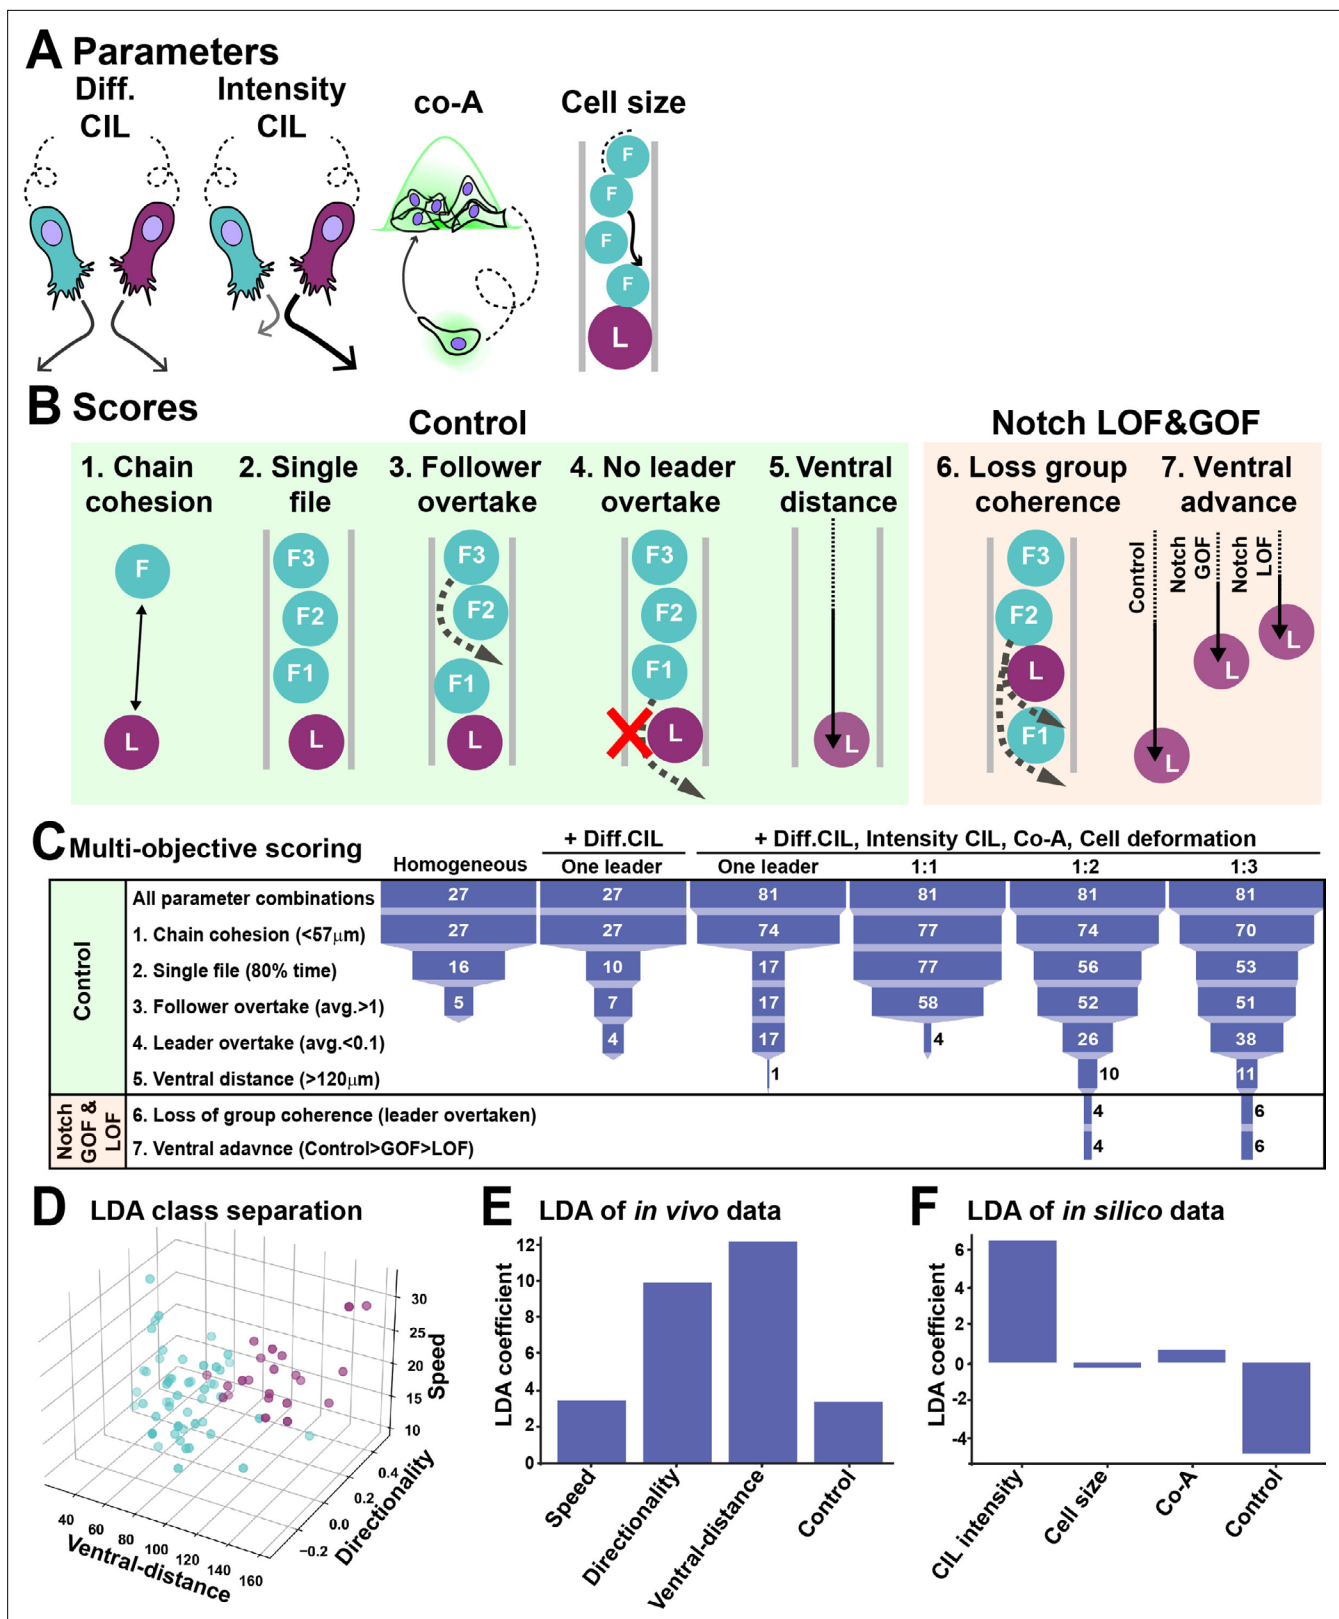 A Parameters
Diff.
CIL
Intensity
CIL
co-A
Cell size
F
F
F
F
L
B Scores
Control
Notch LOF&GOF
1. Chain
cohesion
2. Single
file
3. Follower
overtake
4. No leader
overtake
5. Ventral
distance
6. Loss group
coherence
7. Ventral
advance
F
L
F3
F2
F1
L
F3
F2
F1
L
F3
F2
F1
L
L
F3
F2
L
F1
Control
Notch
GOF
Notch
LOF
L
L
L
C Multi-objective scoring
+ Diff.CIL
+ Diff.CIL, Intensity CIL, Co-A, Cell deformation
Homogeneous One leader One leader 1:1 1:2 1:3
Control
All parameter combinations 27 27 81 81 81 81
1. Chain cohesion (<57μm) 27 27 74 77 74 70
2. Single file (80% time) 16 10 17 77 56 53
3. Follower overtake (avg.>1) 5 7 17 58 52 51
4. Leader overtake (avg.<0.1) 4 17 4 26 38
5. Ventral distance (>120μm) 1 10 11
Notch
GOF &
LOF
6. Loss of group coherence (leader overtaken) 4 6
7. Ventral adavnce (Control>GOF>LOF) 4 6
D LDA class separation
30
25
20
15
10
Speed
0.4
0.2
0.0
−0.2
Directionality
40 60 80 100 120 140 160
Ventral-distance
E LDA of in vivo data
LDA coefficient
12
10
8
6
4
2
0
Speed
Directionality
Ventral-distance
Control
F LDA of in silico data
LDA coefficient
6
4
2
0
-2
-4
CIL intensity
Cell size
Co-A
Control